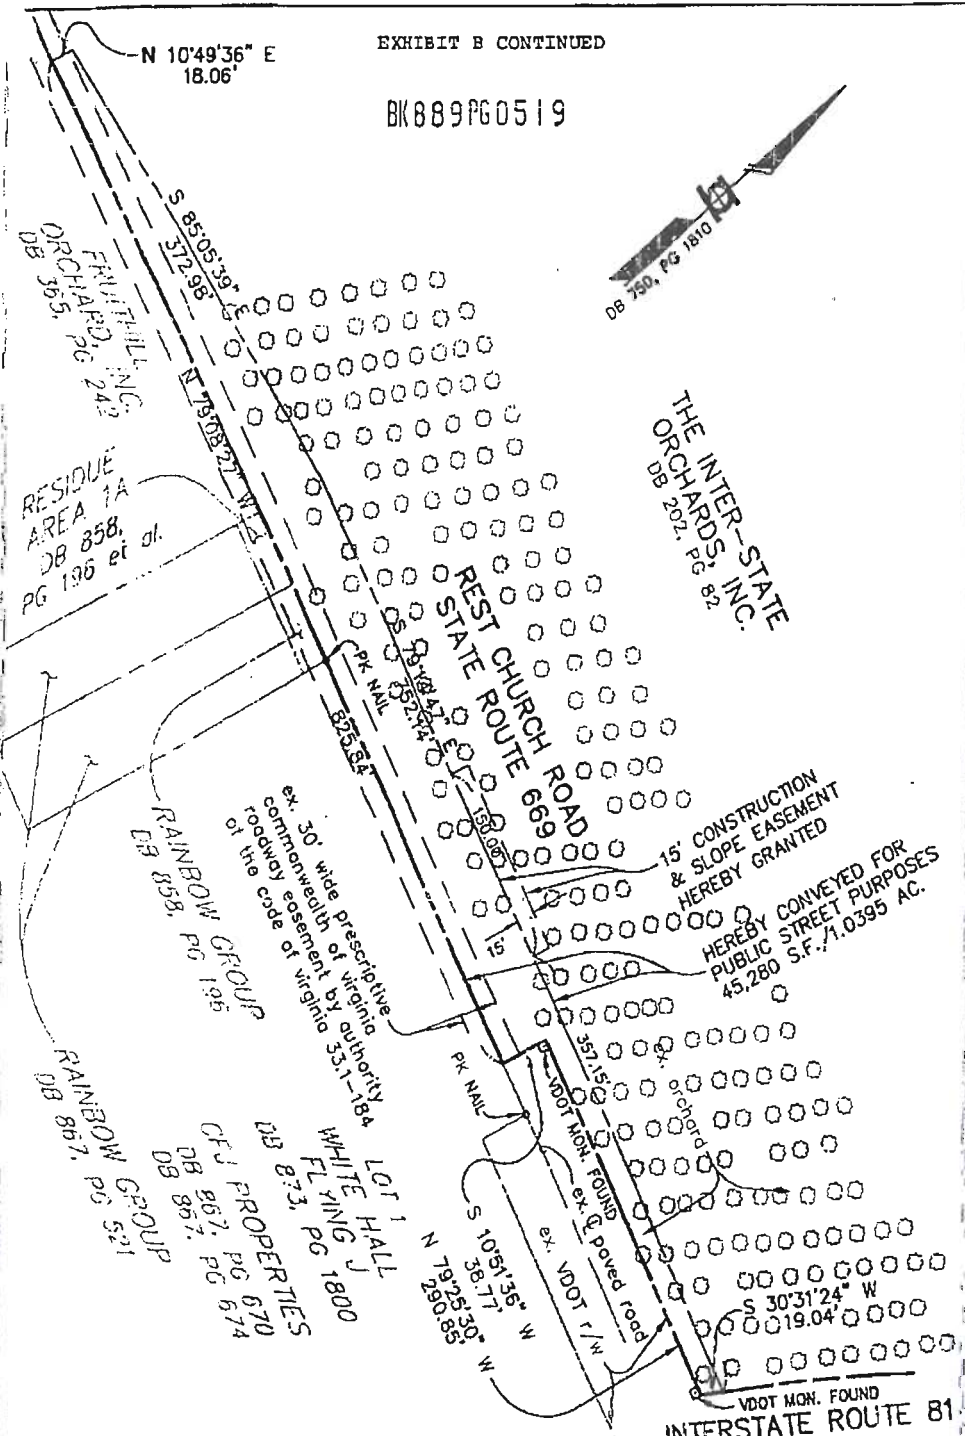 EXHIBIT B CONTINUED
BK889PG0519
N 10°49'36" E
18.06'
DB 750, PG 1810
S 85°05'39" E
372.98'
FRUITHILL
ORCHARD, INC.
DB 365, PG 242
N 79°08'27" W
825.84'
RESIDUE
AREA 1A
DB 858,
PG 196 et al.
THE INTER-STATE
ORCHARDS, INC.
DB 202, PG 82
REST CHURCH ROAD
STATE ROUTE 669
E
752.14'
PK NAIL
150.00'
15'
15' CONSTRUCTION
& SLOPE EASEMENT
HEREBY GRANTED
HEREBY CONVEYED FOR
PUBLIC STREET PURPOSES
45,280 S.F./1.0395 AC.
ex. 30' wide prescriptive
commonwealth of virginia
roadway easement by authority
of the code of virginia 33.1-184
RAINBOW GROUP
DB 858, PG 195
RAINBOW GROUP
DB 867, PG 521
PK NAIL
VDOT MON. FOUND
357.15'
ex. orchard
LOT 1
WHITE HALL
FLYING J
DB 873, PG 1800
CFJ PROPERTIES
DB 867, PG 670
DB 867, PG 674
S 10°51'36" W
38.77'
N 79°25'30" W
290.85'
ex. ℄ paved road
ex. VDOT r/w
S 30°31'24" W
19.04'
VDOT MON. FOUND
INTERSTATE ROUTE 81